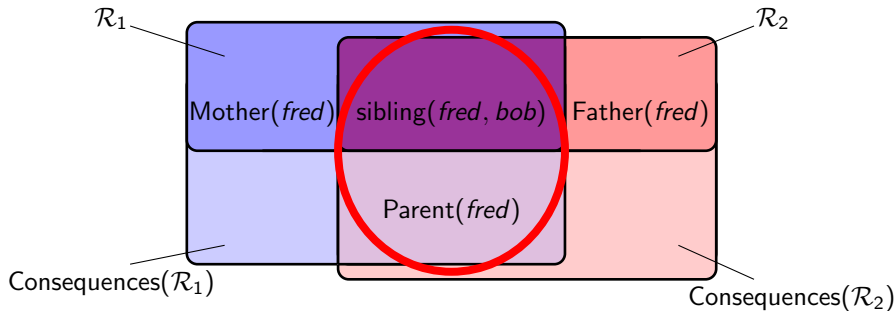 ℛ₁ ℛ₂
Mother(fred) sibling(fred, bob) Father(fred)
Parent(fred)
Consequences(ℛ₁)
Consequences(ℛ₂)